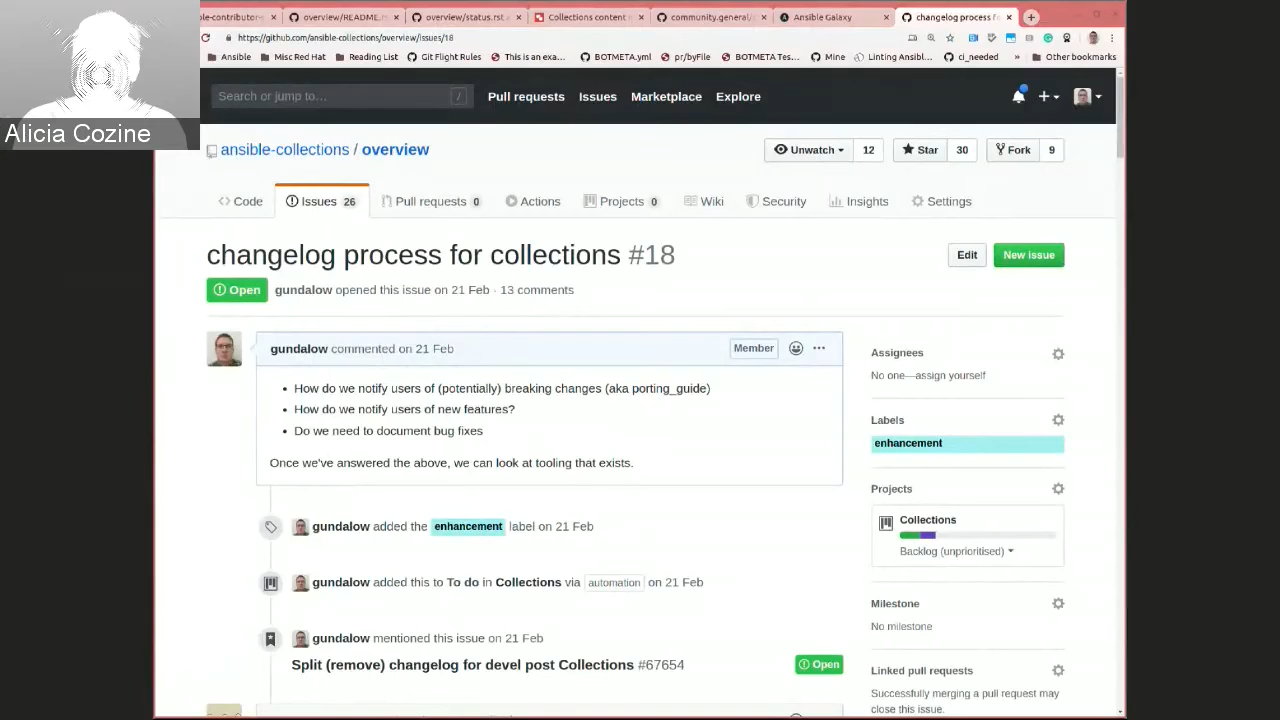 ble-contributor-
overview/README.
overview/status.rst a
Collections content
community.general/
Ansible Galaxy
changelog process fo
https://github.com/ansible-collections/overview/issues/18
Ansible
Misc Red Hat
Reading List
Git Flight Rules
This is an exa...
BOTMETA.yml
pr/byFile
BOTMETA Tes...
Mine
Linting Ansibl...
ci_needed
»
Other bookmarks
Search or jump to...
/
Pull requests
Issues
Marketplace
Explore
Alicia Cozine
ansible-collections / overview
Unwatch 12
Star 30
Fork 9
Code
Issues 26
Pull requests 0
Actions
Projects 0
Wiki
Security
Insights
Settings
changelog process for collections #18
Edit
New issue
Open
gundalow opened this issue on 21 Feb · 13 comments
gundalow commented on 21 Feb
Member
• How do we notify users of (potentially) breaking changes (aka porting_guide)
• How do we notify users of new features?
• Do we need to document bug fixes
Once we've answered the above, we can look at tooling that exists.
gundalow added the enhancement label on 21 Feb
gundalow added this to To do in Collections via automation on 21 Feb
gundalow mentioned this issue on 21 Feb
Split (remove) changelog for devel post Collections #67654
Open
Assignees
No one—assign yourself
Labels
enhancement
Projects
Collections
Backlog (unprioritised)
Milestone
No milestone
Linked pull requests
Successfully merging a pull request may
close this issue.